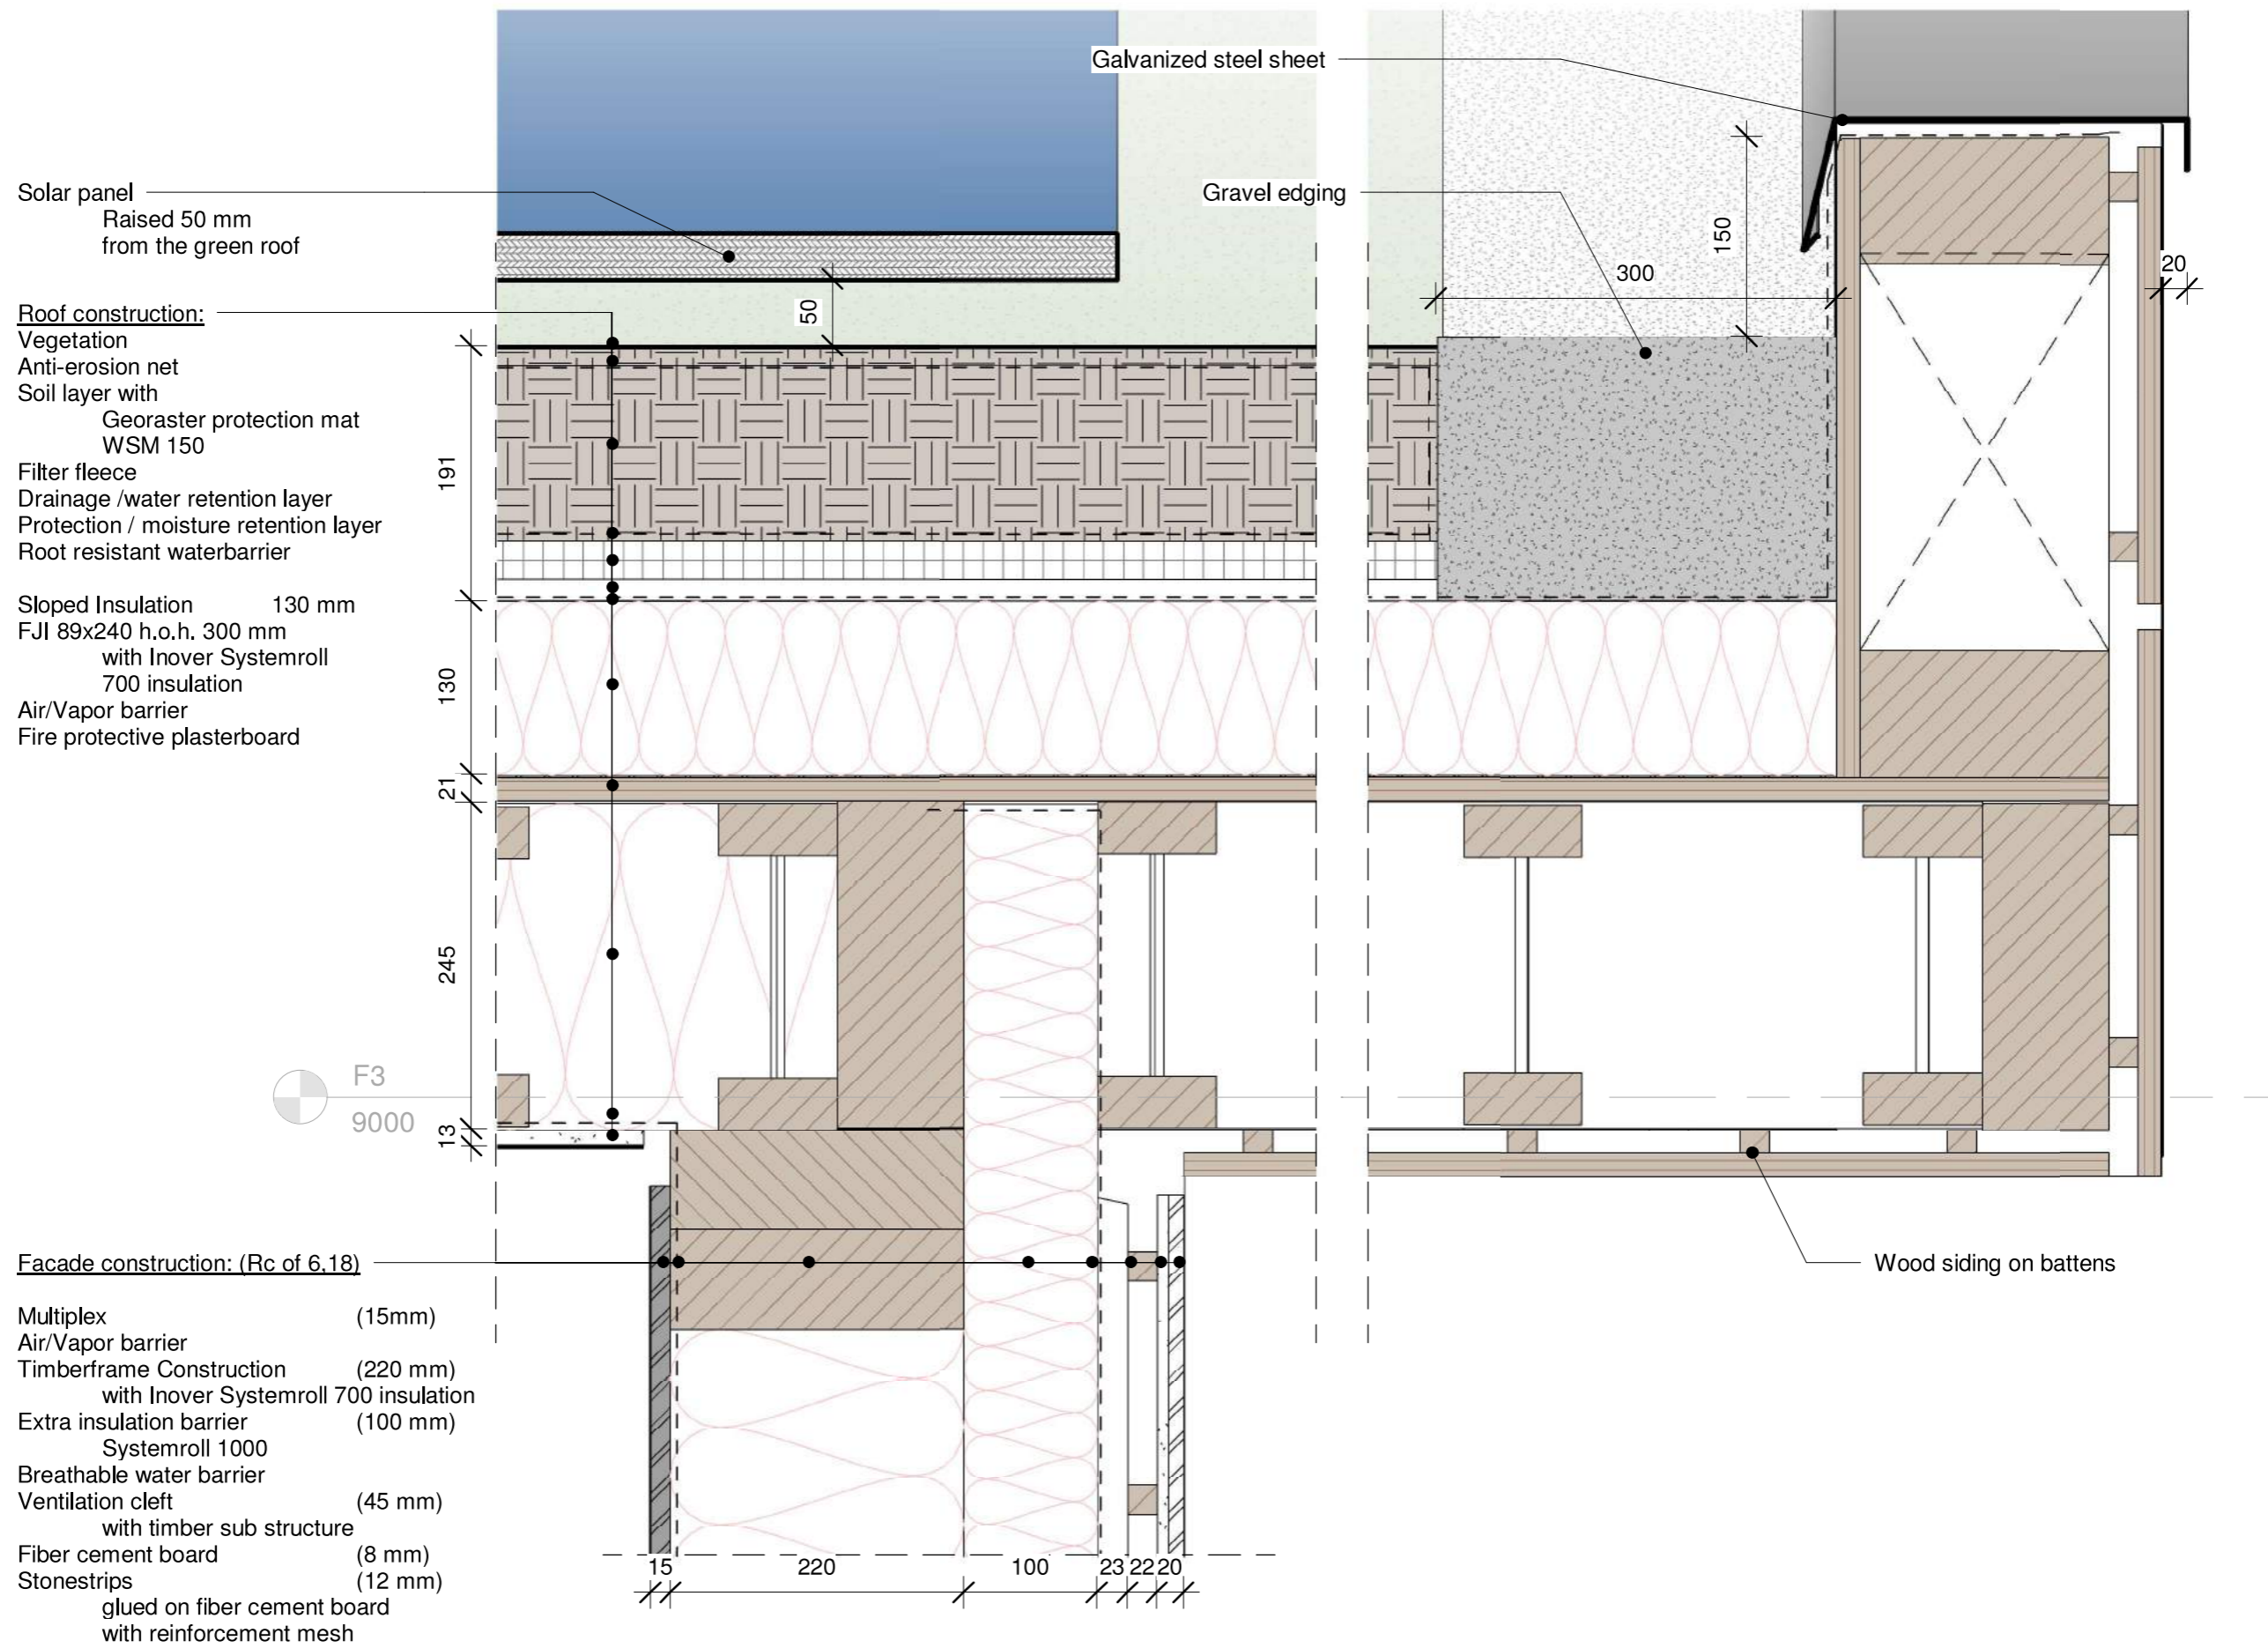 Galvanized steel sheet
Solar panel
Raised 50 mm
from the green roof
Gravel edging
150
300
20
50
Roof construction:
Vegetation
Anti-erosion net
Soil layer with
Georaster protection mat
WSM 150
Filter fleece
Drainage /water retention layer
Protection / moisture retention layer
Root resistant waterbarrier
Sloped Insulation 130 mm
FJI 89x240 h.o.h. 300 mm
with Inover Systemroll
700 insulation
Air/Vapor barrier
Fire protective plasterboard
191
130
21
245
13
F3
9000
Facade construction: (Rc of 6,18)
Wood siding on battens
Multiplex (15mm)
Air/Vapor barrier
Timberframe Construction (220 mm)
with Inover Systemroll 700 insulation
Extra insulation barrier (100 mm)
Systemroll 1000
Breathable water barrier
Ventilation cleft (45 mm)
with timber sub structure
Fiber cement board (8 mm)
Stonestrips (12 mm)
glued on fiber cement board
with reinforcement mesh
15 220 100 23 22 20